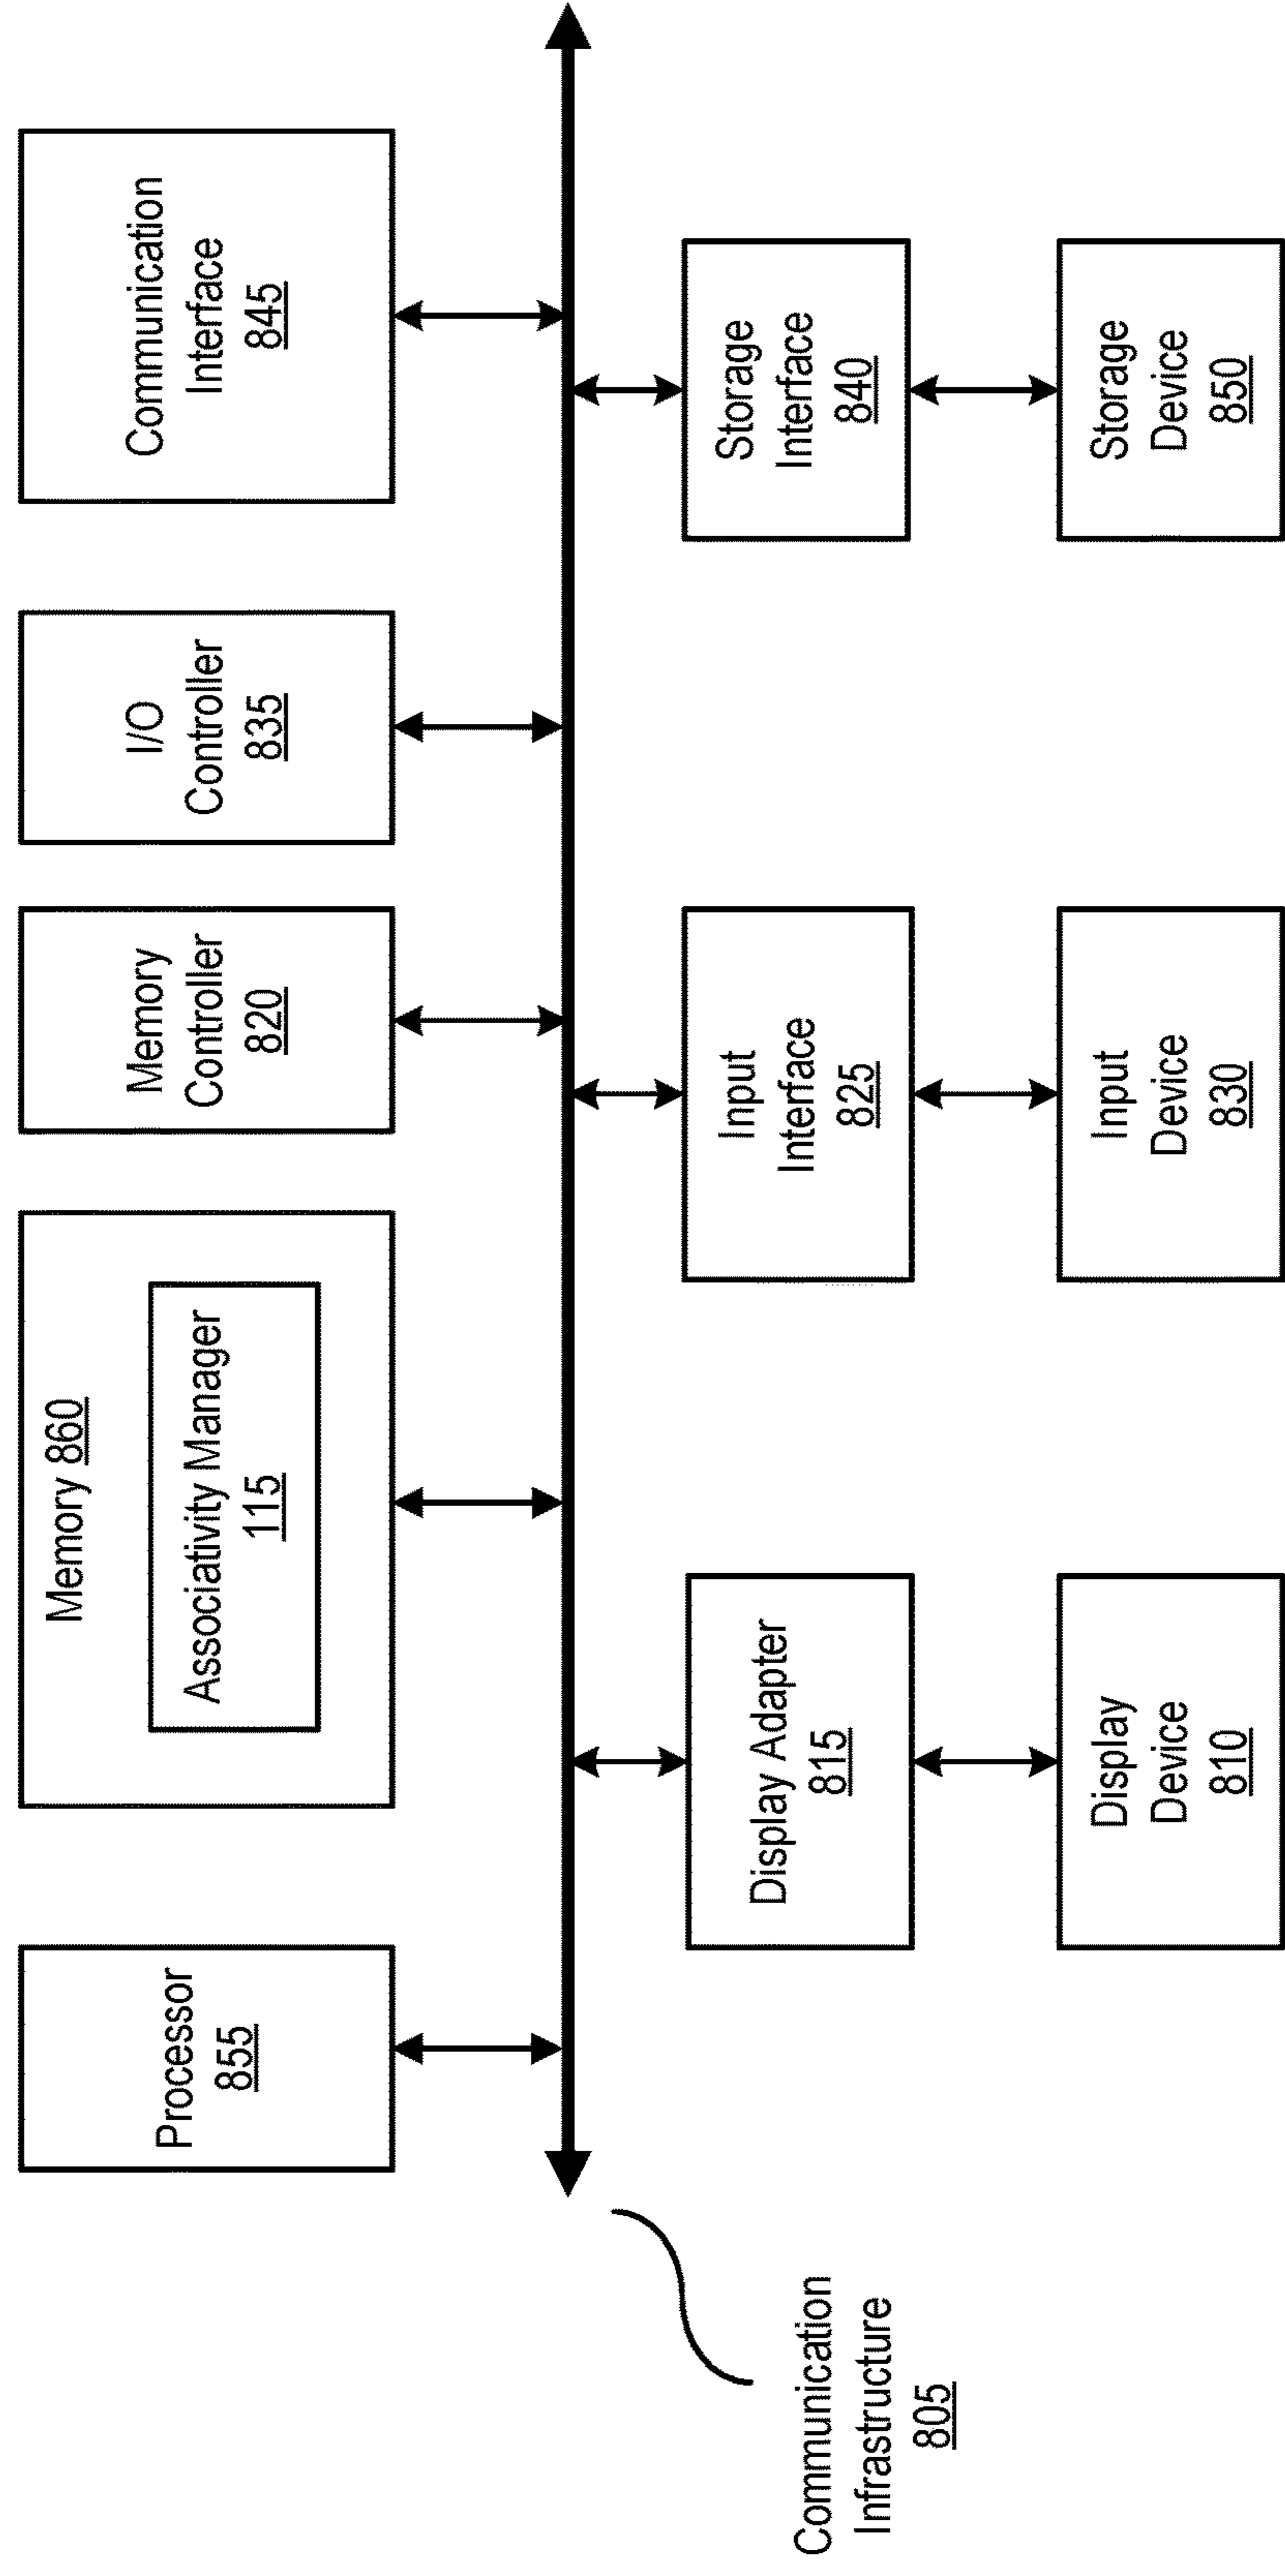 Processor
855
Memory 860
Associativity Manager
115
Memory
Controller
820
I/O
Controller
835
Communication
Interface
845
Communication
Infrastructure
805
Display Adapter
815
Input
Interface
825
Storage
Interface
840
Display
Device
810
Input
Device
830
Storage
Device
850